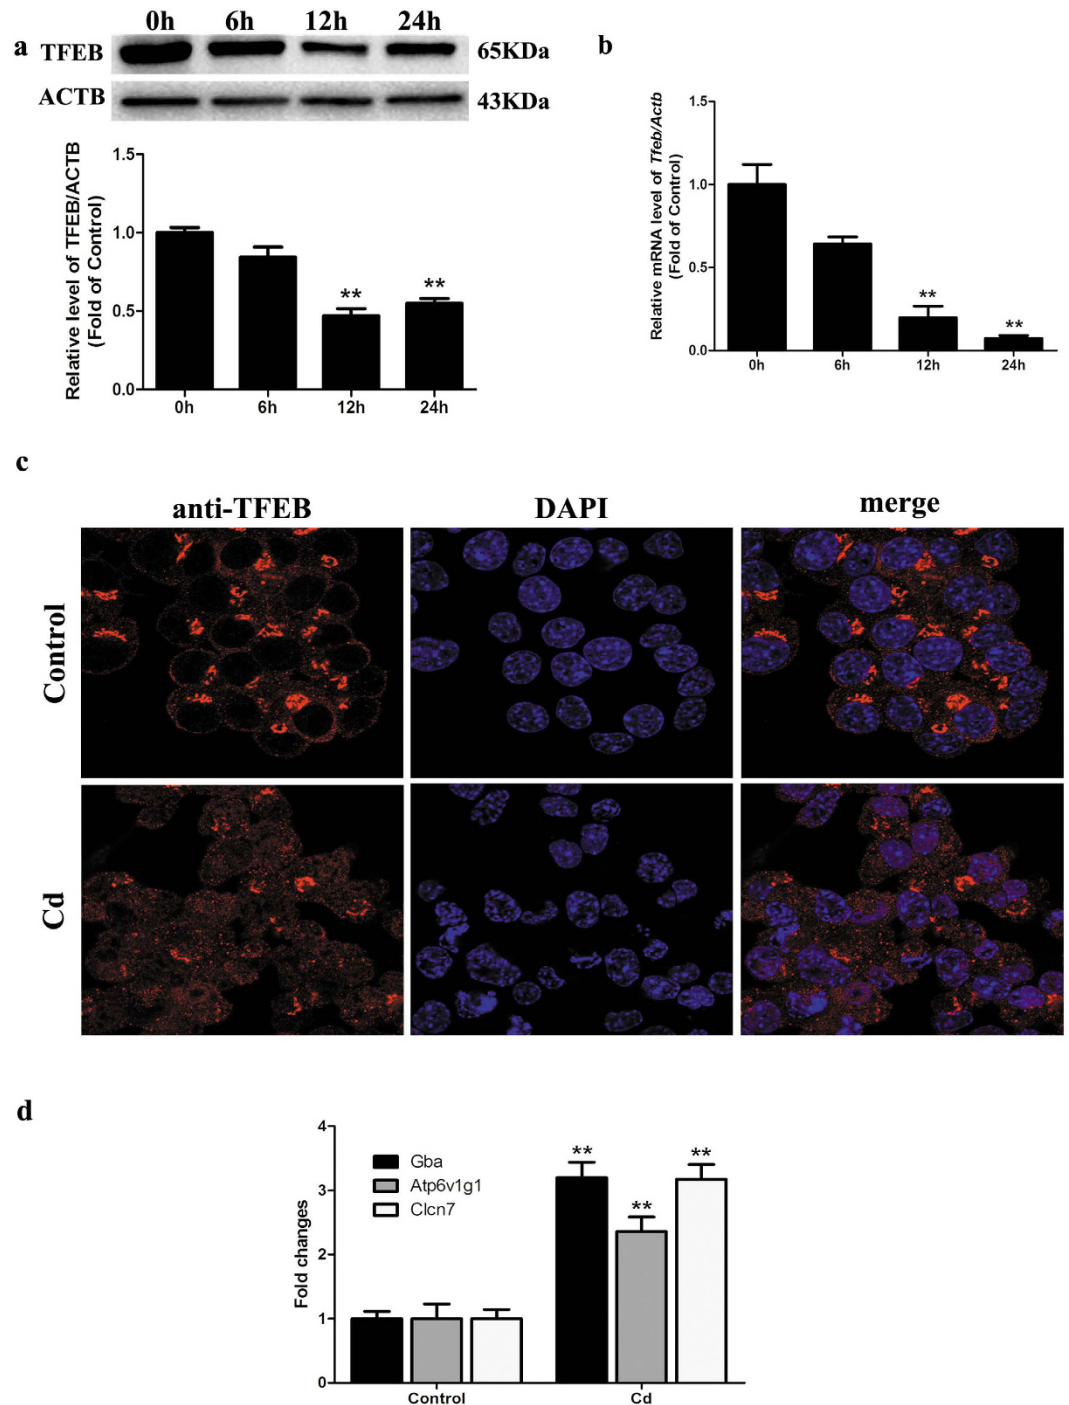 0h 6h 12h 24h
a TFEB 65KDa
ACTB 43KDa
Relative level of TFEB/ACTB
(Fold of Control)
1.5
1.0
0.5
0.0
**
**
0h 6h 12h 24h
b
Relative mRNA level of Tfeb/Actb
(Fold of Control)
1.5
1.0
0.5
0.0
**
**
0h 6h 12h 24h
c
anti-TFEB DAPI merge
Control
Cd
d
Fold changes
4
3
2
1
0
Gba
Atp6v1g1
Clcn7
**
**
**
Control Cd